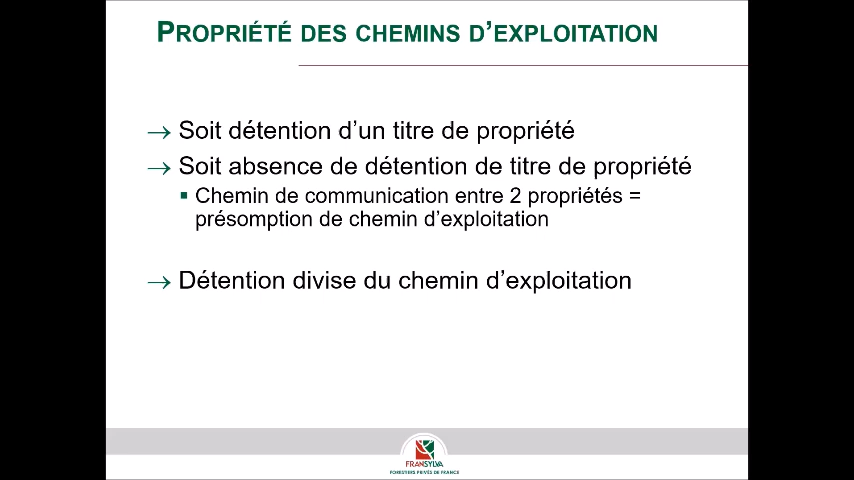 PROPRIÉTÉ DES CHEMINS D’EXPLOITATION
→ Soit détention d’un titre de propriété
→ Soit absence de détention de titre de propriété
▪ Chemin de communication entre 2 propriétés =
présomption de chemin d’exploitation
→ Détention divise du chemin d’exploitation
FRANSYLVA
FORESTIERS PRIVÉS DE FRANCE